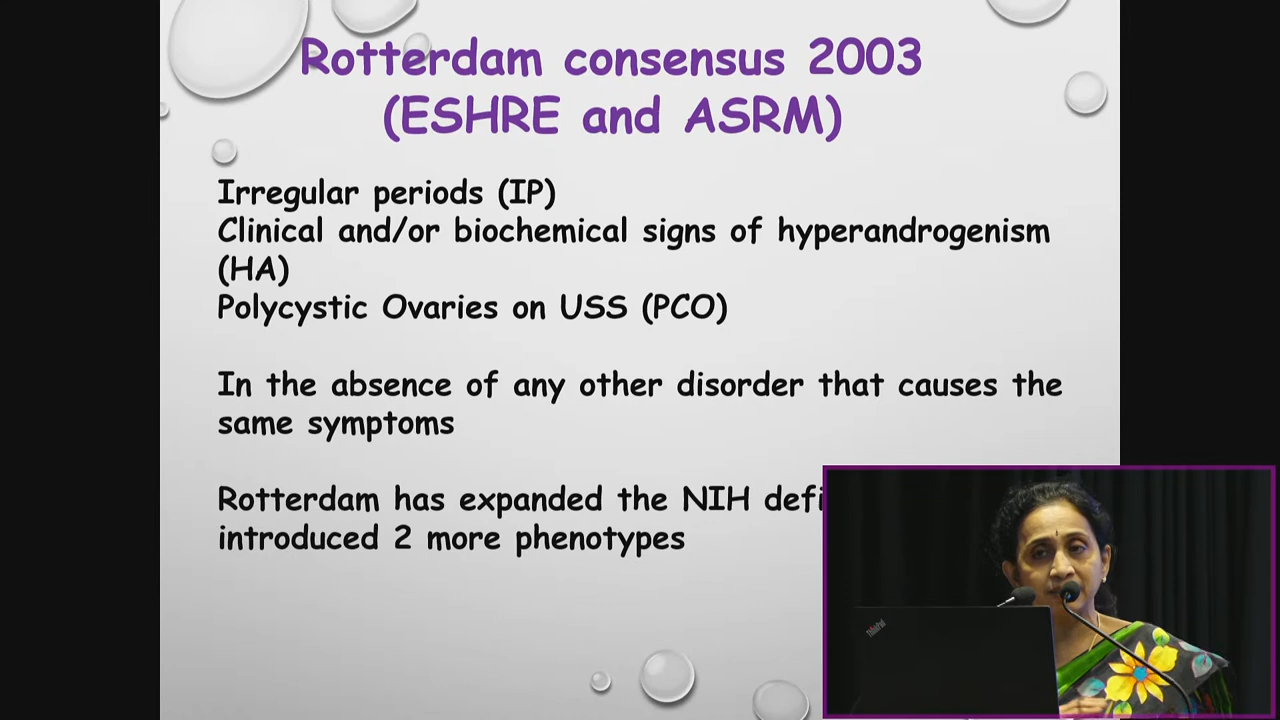 Rotterdam consensus 2003
(ESHRE and ASRM)
Irregular periods (IP)
Clinical and/or biochemical signs of hyperandrogenism
(HA)
Polycystic Ovaries on USS (PCO)
In the absence of any other disorder that causes the
same symptoms
Rotterdam has expanded the NIH defi
introduced 2 more phenotypes
ThinkPad